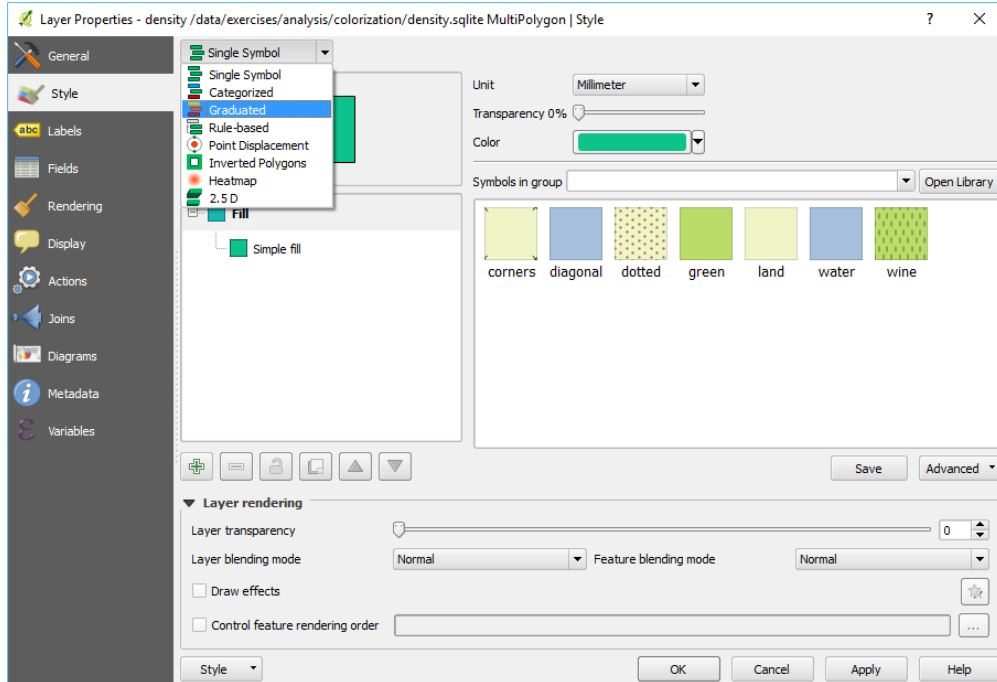 Layer Properties - density /data/exercises/analysis/colorization/density.sqlite MultiPolygon | Style
?
General
Style
abc Labels
Fields
Rendering
Display
Actions
Joins
Diagrams
Metadata
Variables
Single Symbol
Single Symbol
Categorized
Graduated
Rule-based
Point Displacement
Inverted Polygons
Heatmap
2.5 D
Fill
Simple fill
Unit Millimeter
Transparency 0%
Color
Symbols in group Open Library
corners diagonal dotted green land water wine
Save Advanced
Layer rendering
Layer transparency 0
Layer blending mode Normal Feature blending mode Normal
Draw effects
Control feature rendering order ...
Style OK Cancel Apply Help